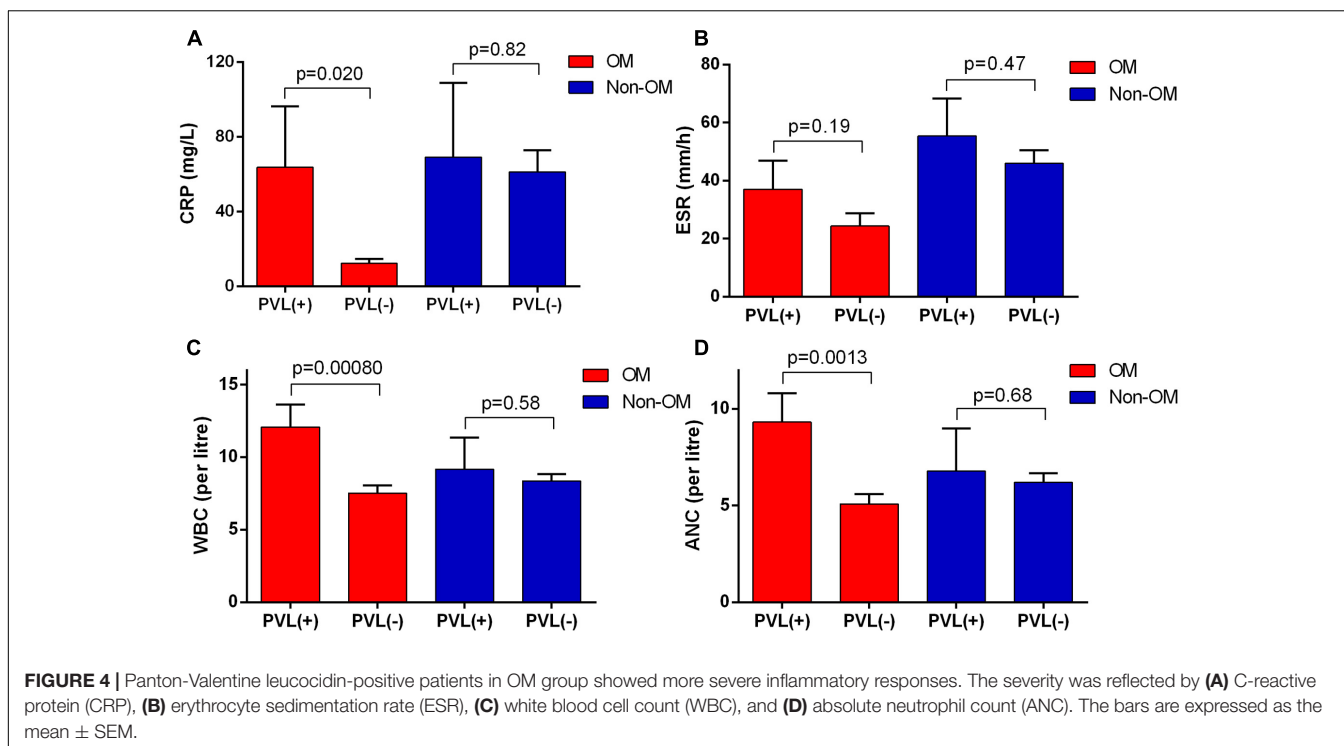 A
120
80
40
0
CRP (mg/L)
p=0.020
p=0.82
OM
Non-OM
PVL(+) PVL(-) PVL(+) PVL(-)
B
80
60
40
20
0
ESR (mm/h)
p=0.19
p=0.47
OM
Non-OM
PVL(+) PVL(-) PVL(+) PVL(-)
C
15
10
5
0
WBC (per litre)
p=0.00080
p=0.58
OM
Non-OM
PVL(+) PVL(-) PVL(+) PVL(-)
D
10
5
0
ANC (per litre)
p=0.0013
p=0.68
OM
Non-OM
PVL(+) PVL(-) PVL(+) PVL(-)
FIGURE 4 | Panton-Valentine leucocidin-positive patients in OM group showed more severe inflammatory responses. The severity was reflected by (A) C-reactive
protein (CRP), (B) erythrocyte sedimentation rate (ESR), (C) white blood cell count (WBC), and (D) absolute neutrophil count (ANC). The bars are expressed as the
mean ± SEM.